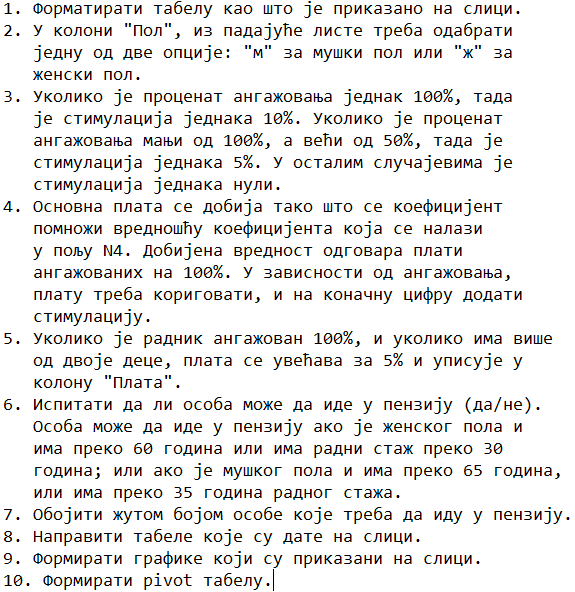 1. Форматирати табелу као што је приказано на слици.
2. У колони "Пол", из падајуће листе треба одабрати
једну од две опције: "м" за мушки пол или "ж" за
женски пол.
3. Уколико је проценат ангажовања једнак 100%, тада
је стимулација једнака 10%. Уколико је проценат
ангажовања мањи од 100%, а већи од 50%, тада је
стимулација једнака 5%. У осталим случајевима је
стимулација једнака нули.
4. Основна плата се добија тако што се коефицијент
помножи вредношћу коефицијента која се налази
у пољу N4. Добијена вредност одговара плати
ангажованих на 100%. У зависности од ангажовања,
плату треба кориговати, и на коначну цифру додати
стимулацију.
5. Уколико је радник ангажован 100%, и уколико има више
од двоје деце, плата се увећава за 5% и уписује у
колону "Плата".
6. Испитати да ли особа може да иде у пензију (да/не).
Особа може да иде у пензију ако је женског пола и
има преко 60 година или има радни стаж преко 30
година; или ако је мушког пола и има преко 65 година,
или има преко 35 година радног стажа.
7. Обојити жутом бојом особе које треба да иду у пензију.
8. Направити табеле које су дате на слици.
9. Формирати графике који су приказани на слици.
10. Формирати pivot табелу.